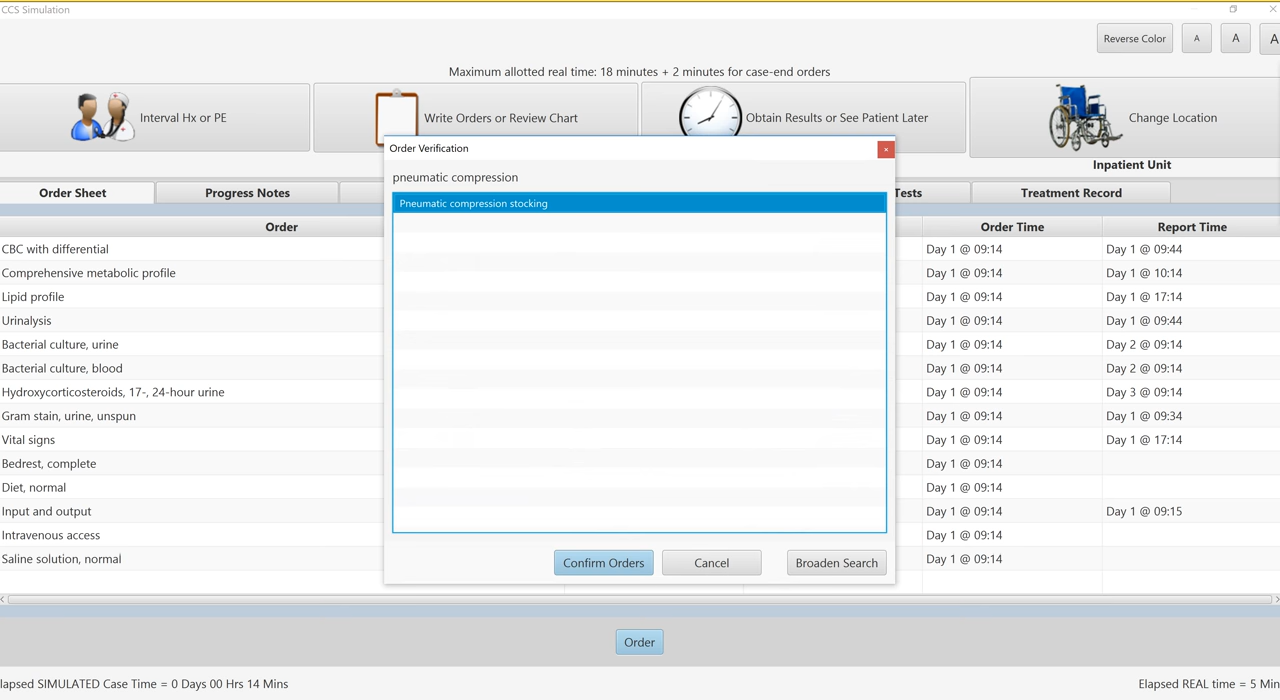 CCS Simulation
Reverse Color
A
A
A
Maximum allotted real time: 18 minutes + 2 minutes for case-end orders
Interval Hx or PE
Write Orders or Review Chart
Obtain Results or See Patient Later
Change Location
Inpatient Unit
Order Verification
pneumatic compression
Pneumatic compression stocking
Confirm Orders
Cancel
Broaden Search
Order Sheet
Progress Notes
Tests
Treatment Record
Order Order Time Report Time
CBC with differential Day 1 @ 09:14 Day 1 @ 09:44
Comprehensive metabolic profile Day 1 @ 09:14 Day 1 @ 10:14
Lipid profile Day 1 @ 09:14 Day 1 @ 17:14
Urinalysis Day 1 @ 09:14 Day 1 @ 09:44
Bacterial culture, urine Day 1 @ 09:14 Day 2 @ 09:14
Bacterial culture, blood Day 1 @ 09:14 Day 2 @ 09:14
Hydroxycorticosteroids, 17-, 24-hour urine Day 1 @ 09:14 Day 3 @ 09:14
Gram stain, urine, unspun Day 1 @ 09:14 Day 1 @ 09:34
Vital signs Day 1 @ 09:14 Day 1 @ 17:14
Bedrest, complete Day 1 @ 09:14
Diet, normal Day 1 @ 09:14
Input and output Day 1 @ 09:14 Day 1 @ 09:15
Intravenous access Day 1 @ 09:14
Saline solution, normal Day 1 @ 09:14
Order
lapsed SIMULATED Case Time = 0 Days 00 Hrs 14 Mins
Elapsed REAL time = 5 Min